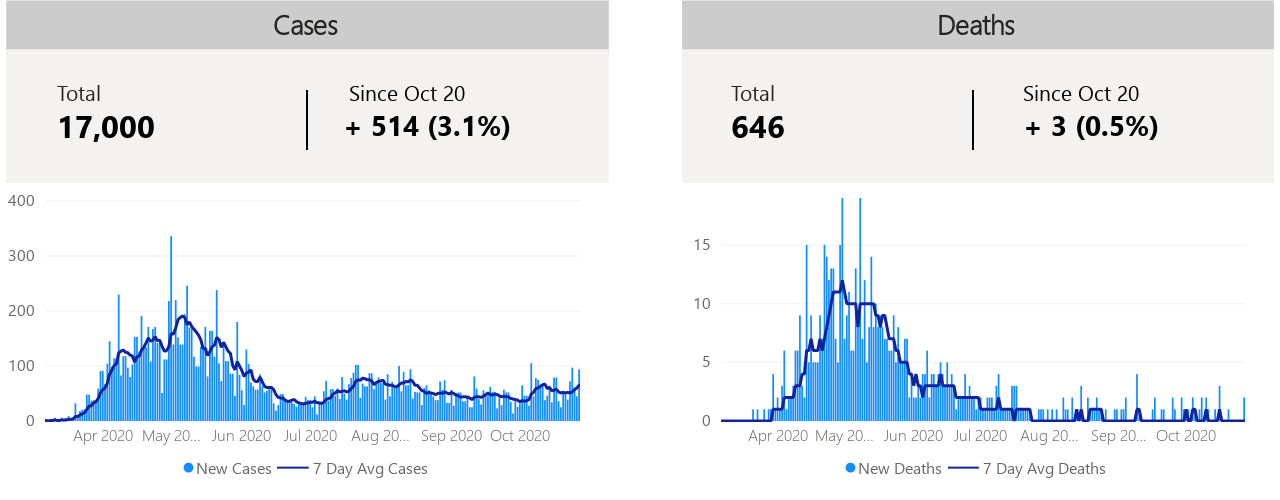 Cases
Total
17,000
Since Oct 20
+ 514 (3.1%)
400
300
200
100
0
Apr 2020 May 20... Jun 2020 Jul 2020 Aug 20... Sep 2020 Oct 2020
New Cases 7 Day Avg Cases
Deaths
Total
646
Since Oct 20
+ 3 (0.5%)
15
10
5
0
Apr 2020 May 20... Jun 2020 Jul 2020 Aug 20... Sep 20... Oct 2020
New Deaths 7 Day Avg Deaths